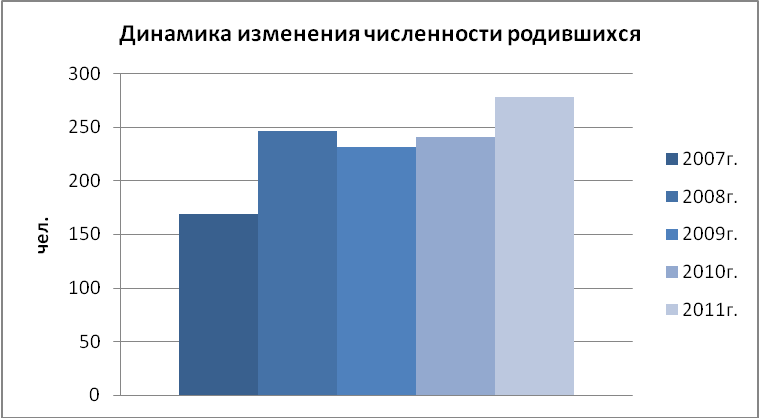 Динамика изменения численности родившихся
300
250
200
150
100
50
0
чел.
2007г.
2008г.
2009г.
2010г.
2011г.